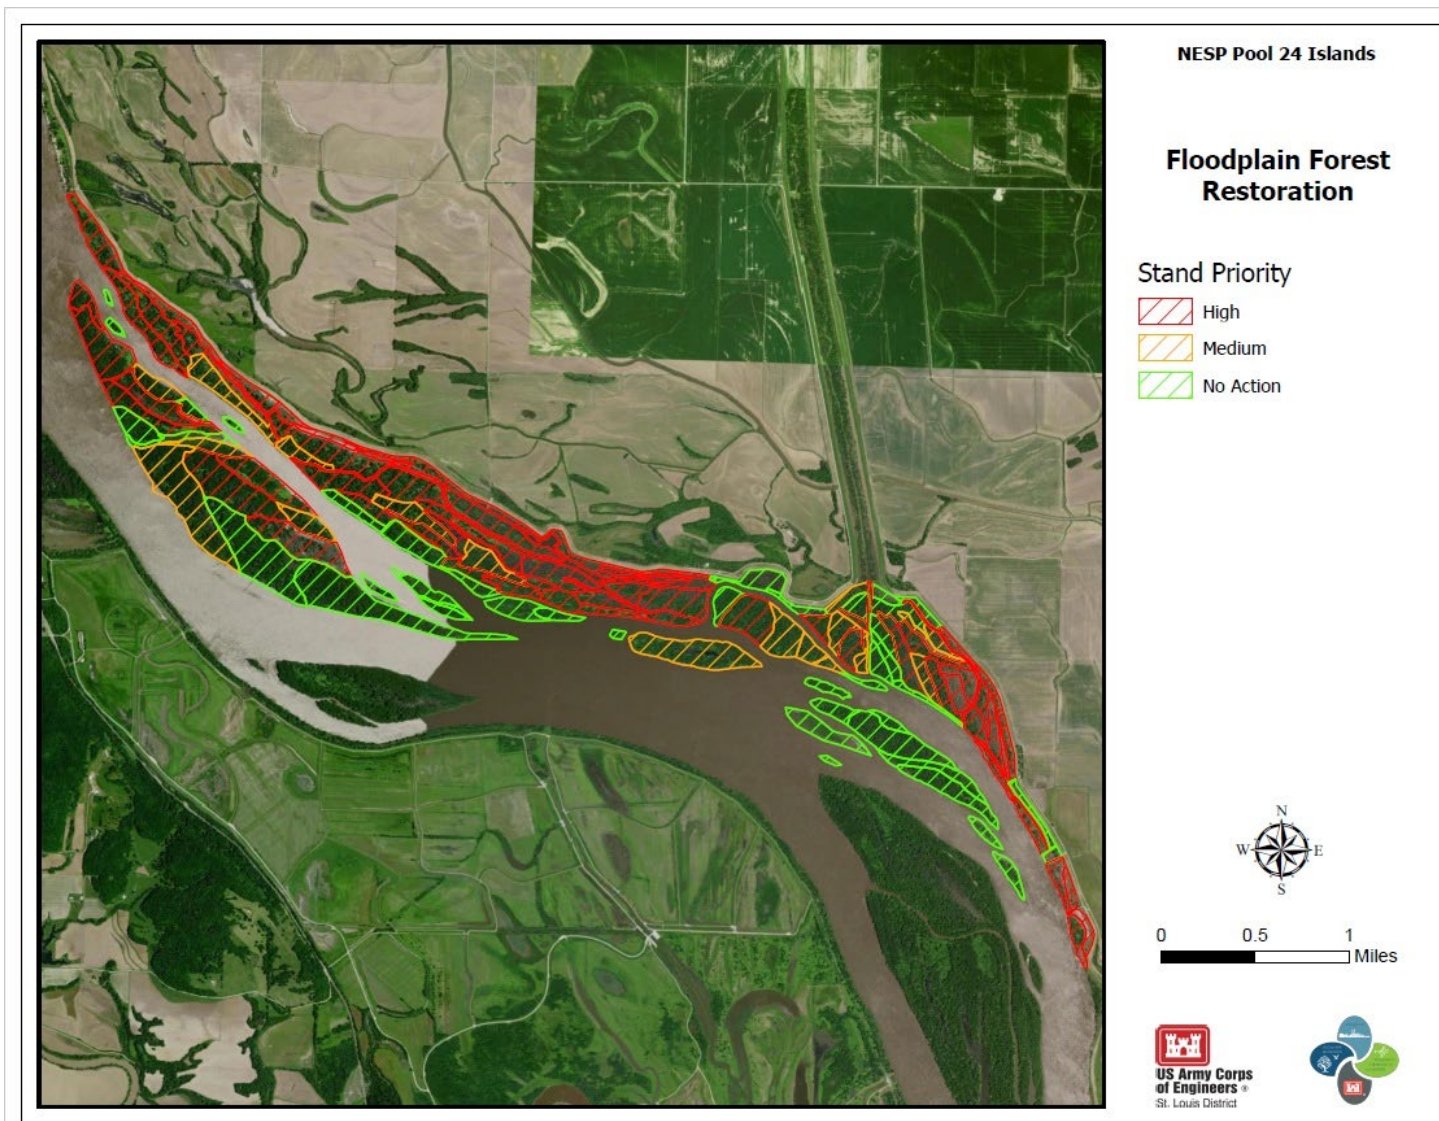 NESP Pool 24 Islands
Floodplain Forest
Restoration
Stand Priority
High
Medium
No Action
N
W E
S
0 0.5 1
Miles
US Army Corps
of Engineers ®
St. Louis District